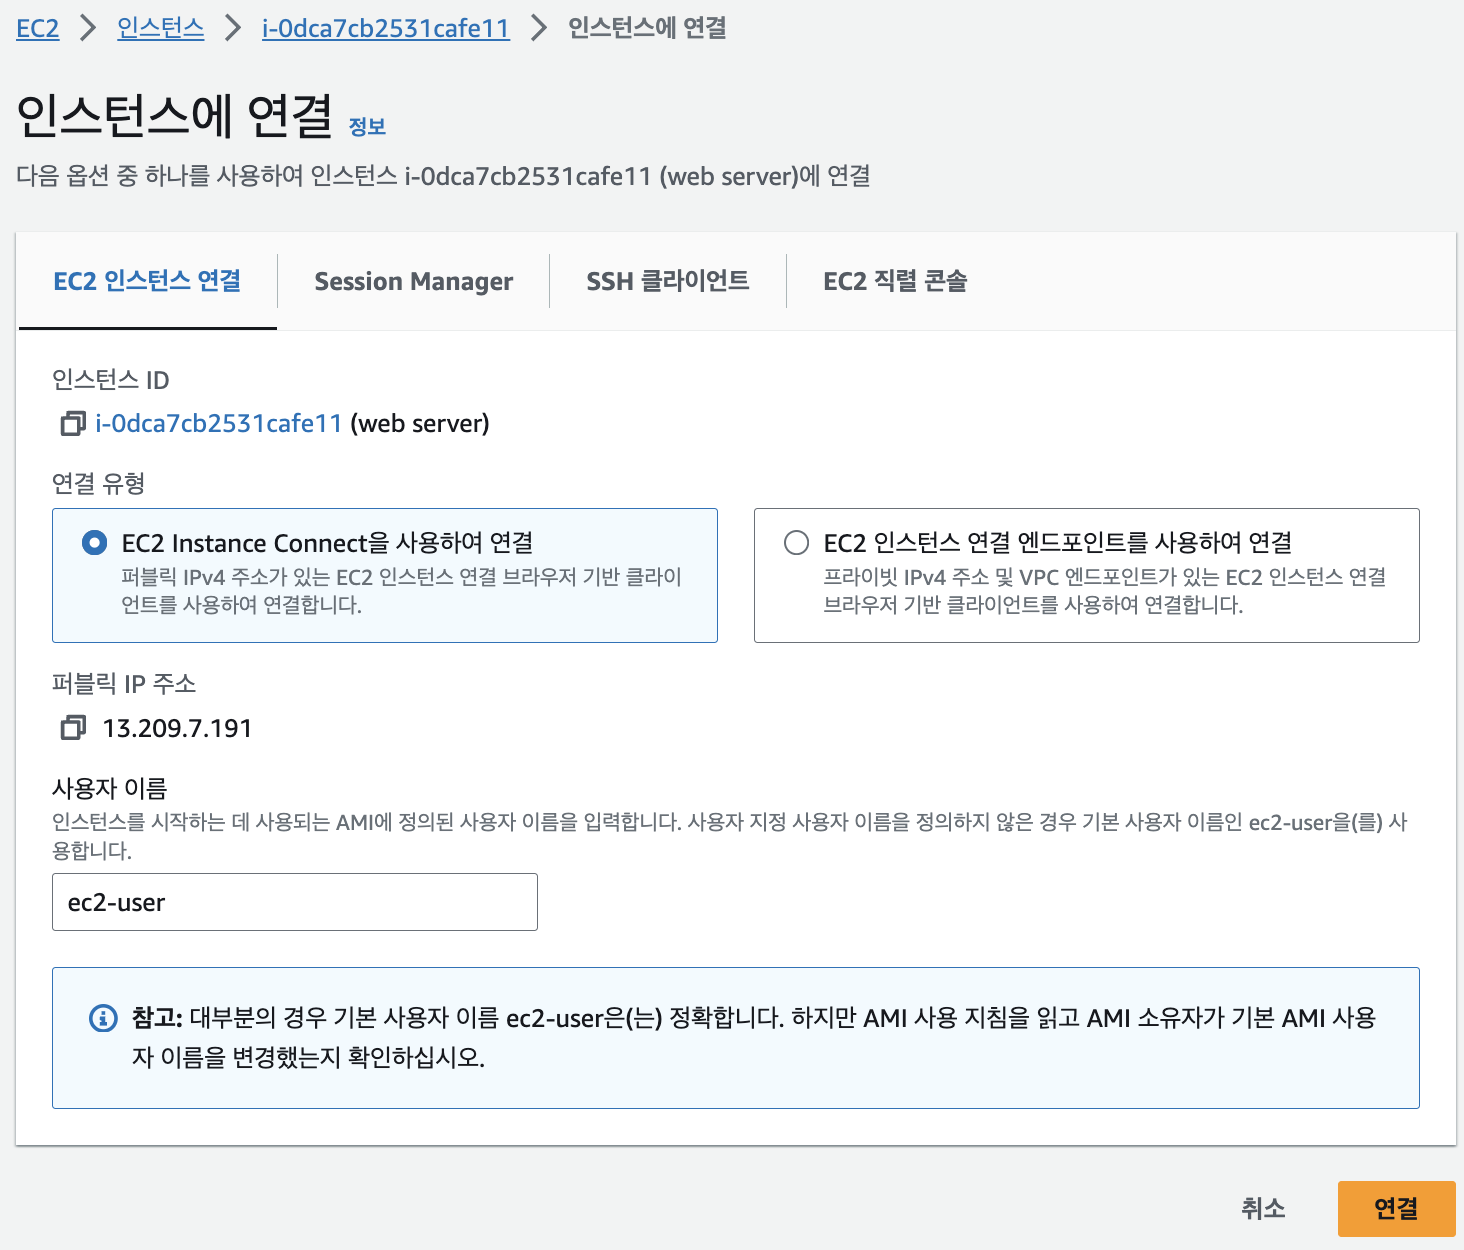 EC2 > 인스턴스 > i-0dca7cb2531cafe11 > 인스턴스에 연결
인스턴스에 연결 정보
다음 옵션 중 하나를 사용하여 인스턴스 i-0dca7cb2531cafe11 (web server)에 연결
EC2 인스턴스 연결 Session Manager SSH 클라이언트 EC2 직렬 콘솔
인스턴스 ID
i-0dca7cb2531cafe11 (web server)
연결 유형
EC2 Instance Connect을 사용하여 연결
퍼블릭 IPv4 주소가 있는 EC2 인스턴스 연결 브라우저 기반 클라이
언트를 사용하여 연결합니다.
EC2 인스턴스 연결 엔드포인트를 사용하여 연결
프라이빗 IPv4 주소 및 VPC 엔드포인트가 있는 EC2 인스턴스 연결
브라우저 기반 클라이언트를 사용하여 연결합니다.
퍼블릭 IP 주소
13.209.7.191
사용자 이름
인스턴스를 시작하는 데 사용되는 AMI에 정의된 사용자 이름을 입력합니다. 사용자 지정 사용자 이름을 정의하지 않은 경우 기본 사용자 이름인 ec2-user을(를) 사
용합니다.
ec2-user
참고: 대부분의 경우 기본 사용자 이름 ec2-user은(는) 정확합니다. 하지만 AMI 사용 지침을 읽고 AMI 소유자가 기본 AMI 사용
자 이름을 변경했는지 확인하십시오.
취소 연결